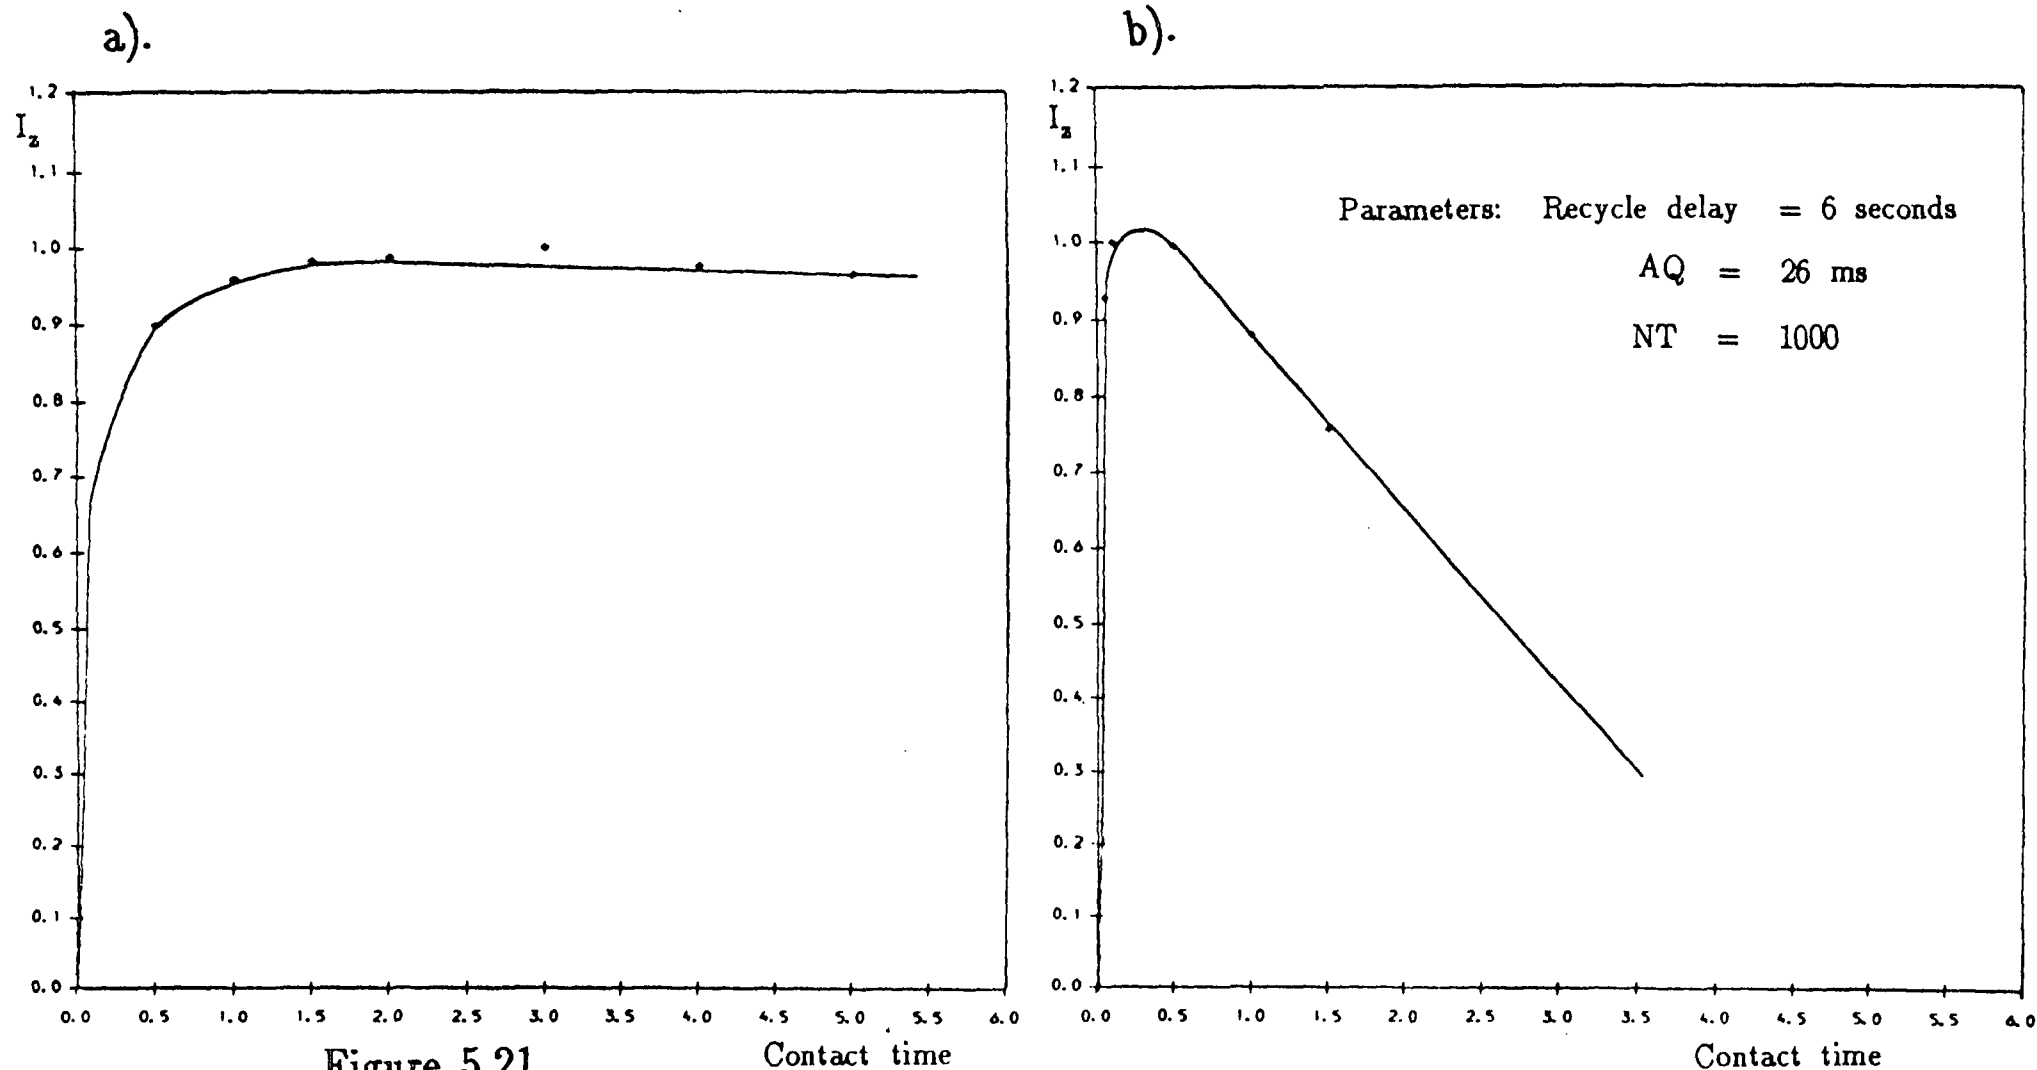 a).
1.2
I_z
1.1
1.0
0.9
0.8
0.7
0.6
0.5
0.4
0.3
0.2
0.1
0.0
0.0 0.5 1.0 1.5 2.0 2.5 3.0 3.5 4.0 4.5 5.0 5.5 6.0
Figure 5.21
Contact time
b).
1.2
I_z
1.1
1.0
0.9
0.8
0.7
0.6
0.5
0.4
0.3
0.2
0.1
0.0
Parameters: Recycle delay = 6 seconds
AQ = 26 ms
NT = 1000
0.0 0.5 1.0 1.5 2.0 2.5 3.0 3.5 4.0 4.5 5.0 5.5 6.0
Contact time